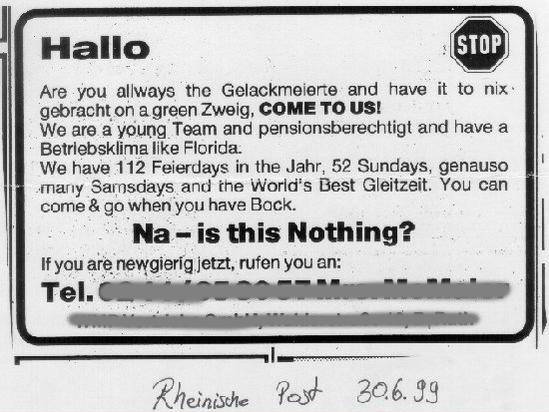 Hallo
STOP
Are you allways the Gelackmeierte and have it to nix
gebracht on a green Zweig, COME TO US!
We are a young Team and pensionsberechtigt and have a
Betriebsklima like Florida.
We have 112 Feierdays in the Jahr, 52 Sundays, genauso
many Samsdays and the World's Best Gleitzeit. You can
come & go when you have Bock.
Na – is this Nothing?
If you are newgierig jetzt, rufen you an:
Tel.
Rheinische Post 30.6.99